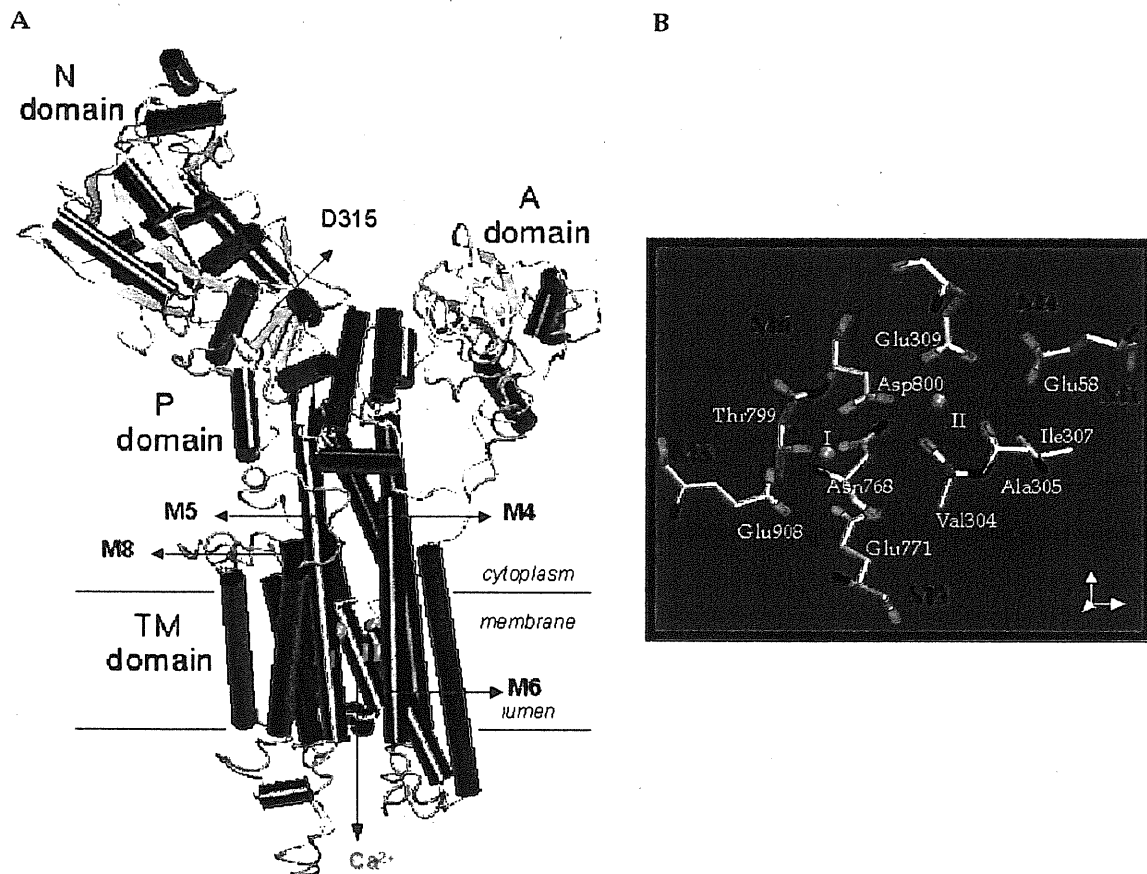 A
B
N
domain
D315
A
domain
P
domain
M5
M4
M8
cytoplasm
TM
domain
membrane
M6
lumen
Ca²⁺
Glu309
Glu58
Asp800
Thr799
I
II
Ile307
Asn768
Ala305
Val304
Glu908
Glu771